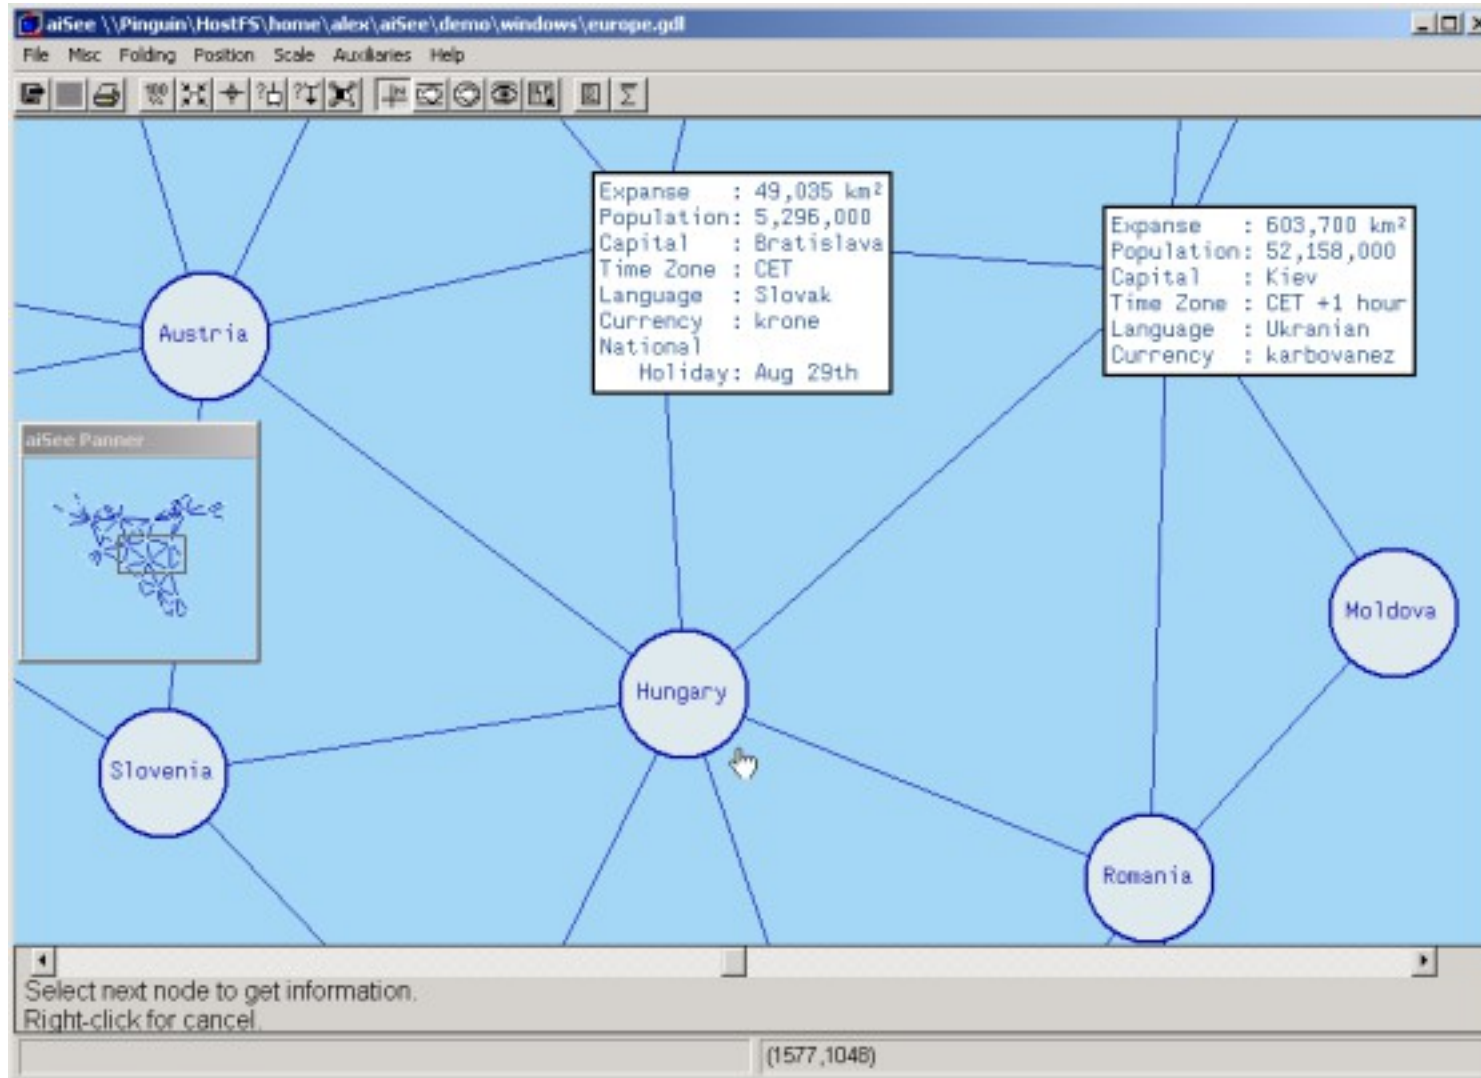 aiSee \\Pinguin\HostFS\home\alex\aiSee\demo\windows\europe.gdl
File Misc Folding Position Scale Auxiliaries Help
Expanse : 49,035 km²
Population: 5,296,000
Capital : Bratislava
Time Zone : CET
Language : Slovak
Currency : krone
National
Holiday: Aug 29th
Expanse : 603,700 km²
Population: 52,158,000
Capital : Kiev
Time Zone : CET +1 hour
Language : Ukranian
Currency : karbovanez
Austria
aiSee Panner
Moldova
Hungary
Slovenia
Romania
Select next node to get information.
Right-click for cancel.
(1577,1048)